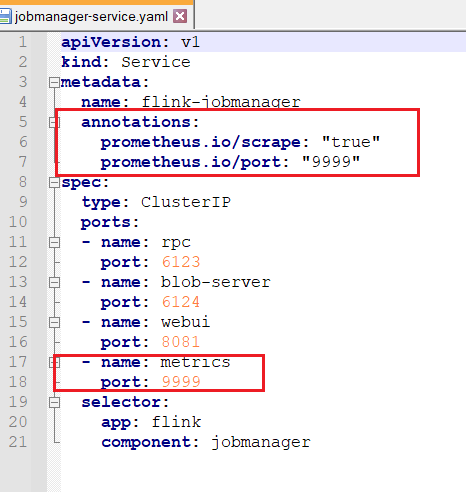 jobmanager-service.yaml
1 apiVersion: v1
2 kind: Service
3 metadata:
4   name: flink-jobmanager
5   annotations:
6     prometheus.io/scrape: "true"
7     prometheus.io/port: "9999"
8 spec:
9   type: ClusterIP
10   ports:
11   - name: rpc
12     port: 6123
13   - name: blob-server
14     port: 6124
15   - name: webui
16     port: 8081
17   - name: metrics
18     port: 9999
19   selector:
20     app: flink
21     component: jobmanager